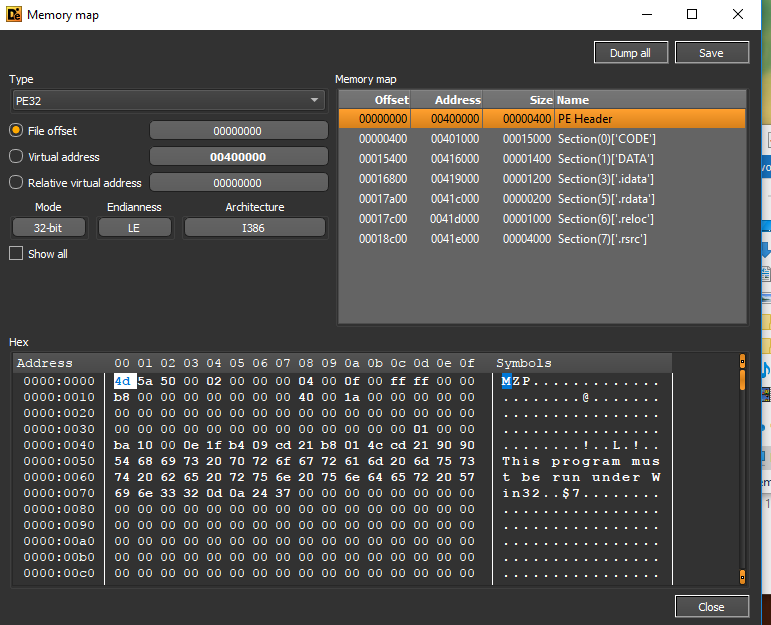 De Memory map
Dump all Save
Type
PE32
File offset 00000000
Virtual address 00400000
Relative virtual address 00000000
Mode Endianness Architecture
32-bit LE I386
Show all
Memory map
Offset Address Size Name
00000000 00400000 00000400 PE Header
00000400 00401000 00015000 Section(0)['CODE']
00015400 00416000 00001400 Section(1)['DATA']
00016800 00419000 00001200 Section(3)['.idata']
00017a00 0041c000 00000200 Section(5)['.rdata']
00017c00 0041d000 00001000 Section(6)['.reloc']
00018c00 0041e000 00004000 Section(7)['.rsrc']
Hex
Address 00 01 02 03 04 05 06 07 08 09 0a 0b 0c 0d 0e 0f Symbols
0000:0000 4d 5a 50 00 02 00 00 00 04 00 0f 00 ff ff 00 00 MZP.............
0000:0010 b8 00 00 00 00 00 00 00 40 00 1a 00 00 00 00 00 ........@.......
0000:0020 00 00 00 00 00 00 00 00 00 00 00 00 00 00 00 00 ................
0000:0030 00 00 00 00 00 00 00 00 00 00 00 00 00 01 00 00 ................
0000:0040 ba 10 00 0e 1f b4 09 cd 21 b8 01 4c cd 21 90 90 ........!..L.!..
0000:0050 54 68 69 73 20 70 72 6f 67 72 61 6d 20 6d 75 73 This program mus
0000:0060 74 20 62 65 20 72 75 6e 20 75 6e 64 65 72 20 57 t be run under W
0000:0070 69 6e 33 32 0d 0a 24 37 00 00 00 00 00 00 00 00 in32..$7........
0000:0080 00 00 00 00 00 00 00 00 00 00 00 00 00 00 00 00 ................
0000:0090 00 00 00 00 00 00 00 00 00 00 00 00 00 00 00 00 ................
0000:00a0 00 00 00 00 00 00 00 00 00 00 00 00 00 00 00 00 ................
0000:00b0 00 00 00 00 00 00 00 00 00 00 00 00 00 00 00 00 ................
0000:00c0 00 00 00 00 00 00 00 00 00 00 00 00 00 00 00 00 ................
Close